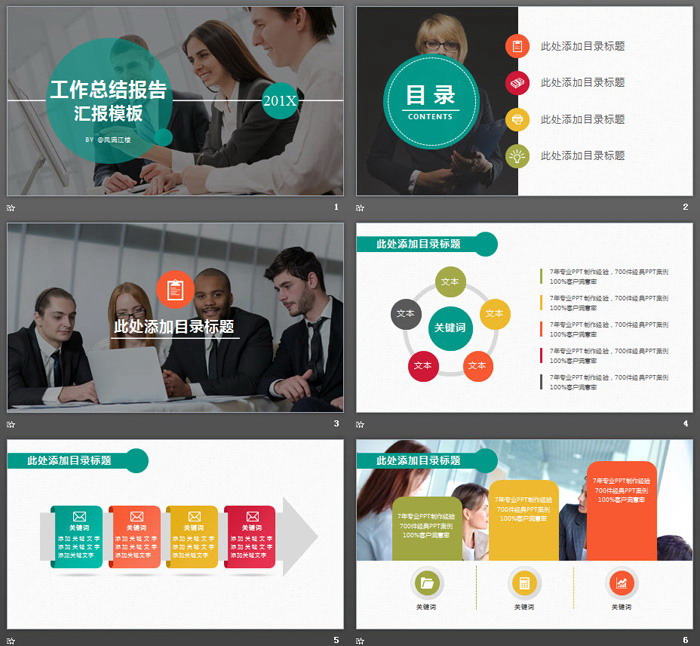 工作总结报告
汇报模板
BY @凤满江楼
201X
1
目录
CONTENTS
此处添加目录标题
此处添加目录标题
此处添加目录标题
此处添加目录标题
2
此处添加目录标题
3
此处添加目录标题
文本
文本
文本
文本
文本
关键词
7年专业PPT制作经验，700件经典PPT案例
100%客户满意率
7年专业PPT制作经验，700件经典PPT案例
100%客户满意率
7年专业PPT制作经验，700件经典PPT案例
100%客户满意率
7年专业PPT制作经验，700件经典PPT案例
100%客户满意率
7年专业PPT制作经验，700件经典PPT案例
100%客户满意率
4
此处添加目录标题
关键词
添加关键文字
添加关键文字
添加关键文字
关键词
添加关键文字
添加关键文字
添加关键文字
关键词
添加关键文字
添加关键文字
添加关键文字
关键词
添加关键文字
添加关键文字
添加关键文字
5
此处添加目录标题
7年专业PPT制作经验
700件经典PPT案例
100%客户满意率
7年专业PPT制作经验
700件经典PPT案例
100%客户满意率
7年专业PPT制作经验
700件经典PPT案例
100%客户满意率
关键词
关键词
关键词
6